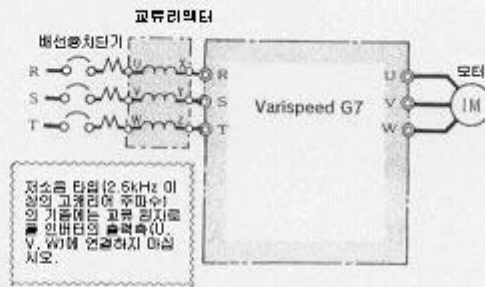 교류리액터
배선용차단기
R U X R
S V Y S
T W Z T
Varispeed G7
U
V
W
모터
IM
저소음 타입(2.5kHz 이
상의 고캐리어 주파수)
의 기종에는 교류 리액터
를 인버터의 출력측(U,
V, W)에 연결하지 마십
시오.